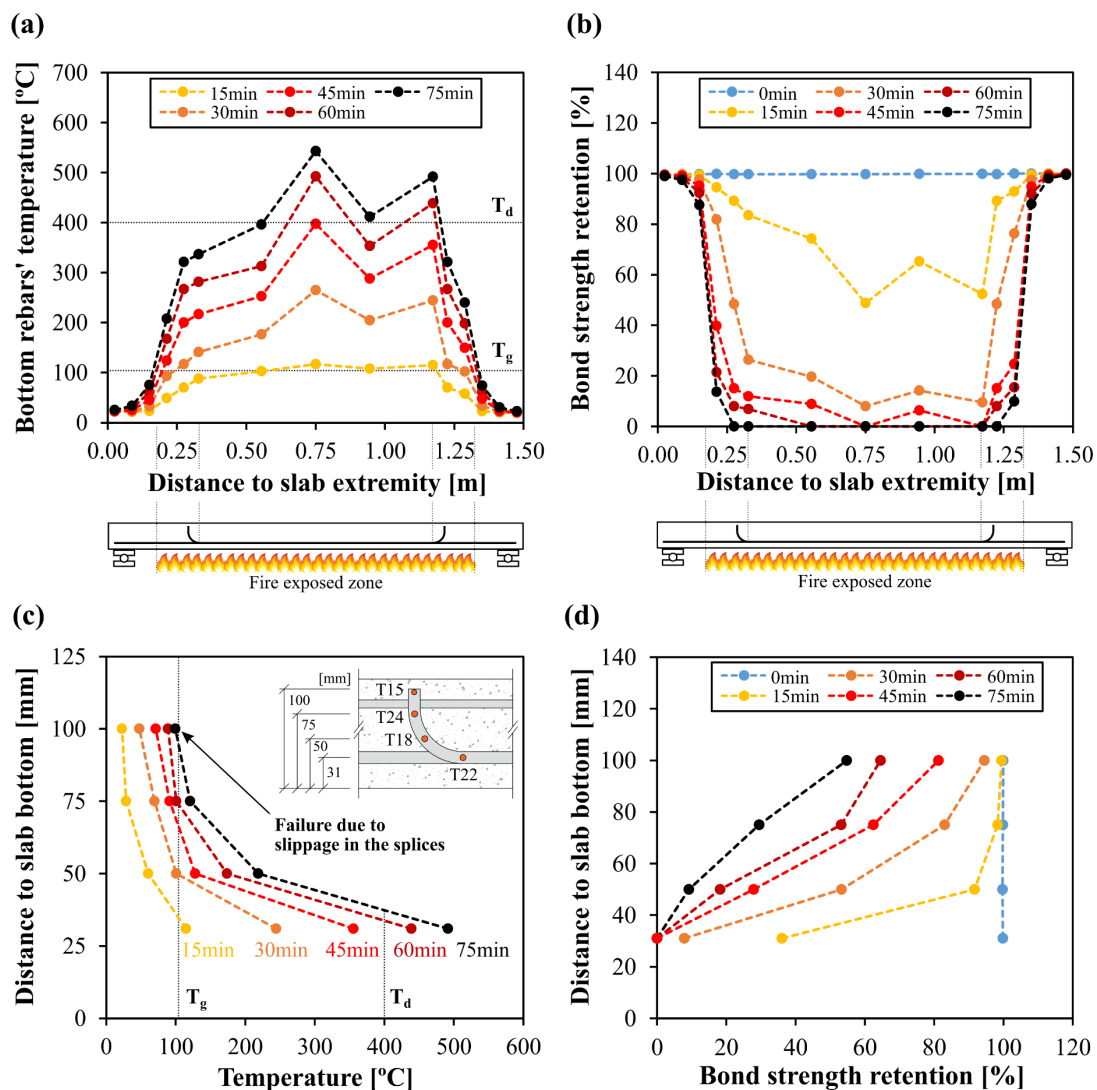 (a)
Bottom rebars' temperature [ºC]
700
600
500
400
300
200
100
0
15min 45min 75min
30min 60min
T_d
T_g
0.00 0.25 0.50 0.75 1.00 1.25 1.50
Distance to slab extremity [m]
Fire exposed zone
(b)
Bond strength retention [%]
140
120
100
80
60
40
20
0
0min 30min 60min
15min 45min 75min
0.00 0.25 0.50 0.75 1.00 1.25 1.50
Distance to slab extremity [m]
Fire exposed zone
(c)
Distance to slab bottom [mm]
125
100
75
50
25
0
[mm]
100
75
50
31
T15
T24
T18
T22
Failure due to
slippage in the splices
15min 30min 45min 60min 75min
T_g
T_d
0 100 200 300 400 500 600
Temperature [ºC]
(d)
Distance to slab bottom [mm]
140
120
100
80
60
40
20
0
0min 30min 60min
15min 45min 75min
0 20 40 60 80 100 120
Bond strength retention [%]